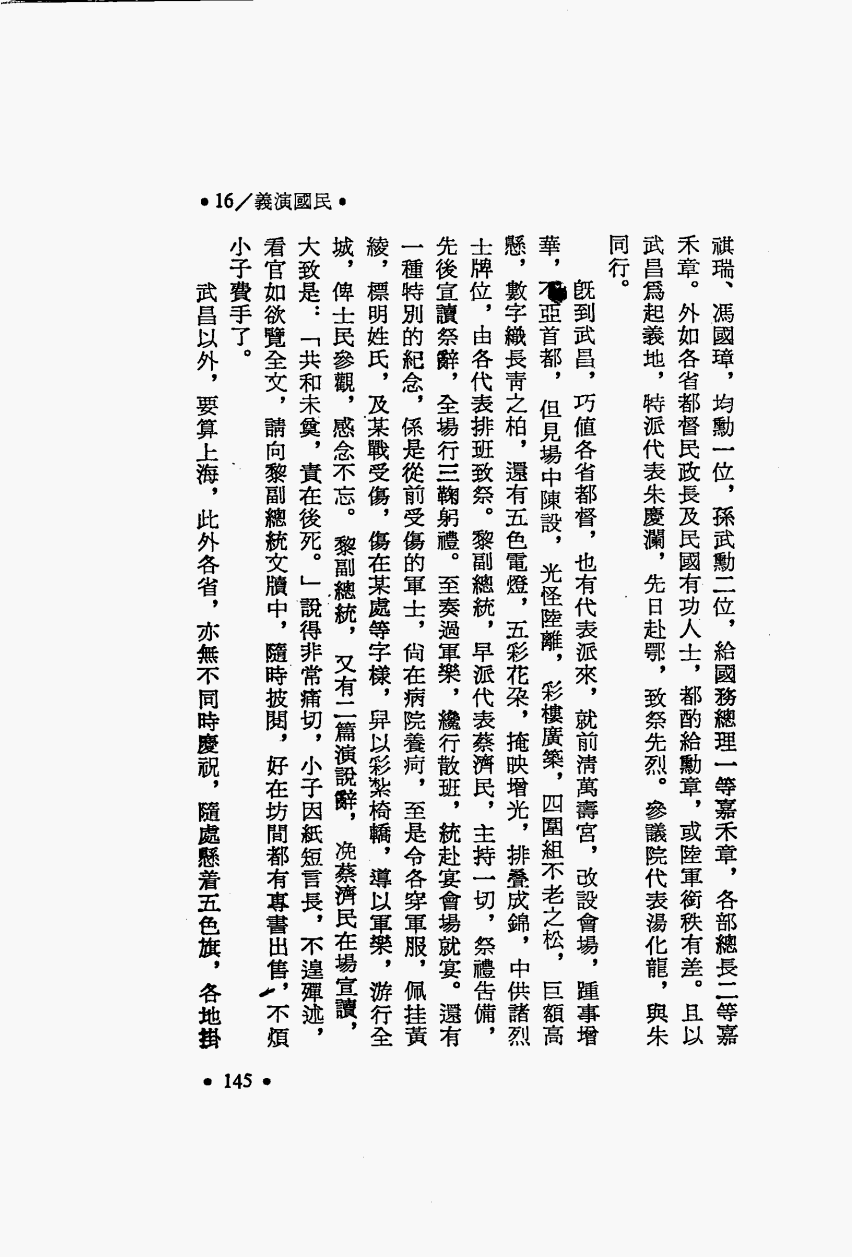 •16／義演國民•
祺瑞、馮國璋，均勳一位，孫武勳二位，給國務總理一等嘉禾章，各部總長二等嘉
禾章。外如各省都督民政長及民國有功人士，都酌給勳章，或陸軍銜秩有差。且以
武昌爲起義地，特派代表朱慶瀾，先日赴鄂，致祭先烈。參議院代表湯化龍，與朱
同行。
既到武昌，巧值各省都督，也有代表派來，就前淸萬壽宮，改設會場，踵事增
華，不亞首都，但見場中陳設，光怪陸離，彩樓廣築，四圍組不老之松，巨額高
懸，數字織長靑之柏，還有五色電燈，五彩花朶，掩映增光，排疊成錦，中供諸烈
士牌位，由各代表排班致祭。黎副總統，早派代表蔡濟民，主持一切，祭禮吿備，
先後宣讀祭辭，全場行三鞠躬禮。至奏過軍樂，纔行散班，統赴宴會場就宴。還有
一種特別的紀念，係是從前受傷的軍士，尙在病院養疴，至是令各穿軍服，佩挂黃
綾，標明姓氏，及某戰受傷，傷在某處等字樣，舁以彩紮椅轎，導以軍樂，游行全
城，俾士民參觀，感念不忘。黎副總統，又有二篇演說辭，浼蔡濟民在場宣讀，
大致是：「共和未奠，責在後死。」說得非常痛切，小子因紙短言長，不遑殫述，
看官如欲覽全文，請向黎副總統文牘中，隨時披閱，好在坊間都有專書出售，不煩
小子費手了。
武昌以外，要算上海，此外各省，亦無不同時慶祝，隨處懸着五色旗，各地掛
•145•